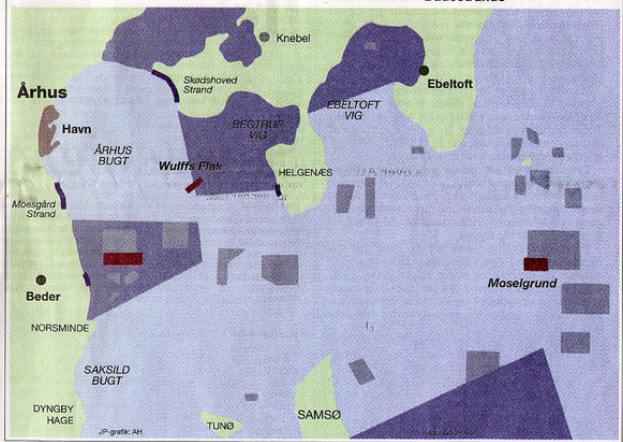 Knebel
Skødshoved
Strand
Århus
Ebeltoft
Havn
EBELTOFT
VIG
BEGTRUP
VIG
ÅRHUS
BUGT
Wulffs Flak
HELGENÆS
Moesgård
Strand
Beder
Moselgrund
NORSMINDE
SAKSILD
BUGT
DYNGBY
HAGE
JP-grafik: AH
TUNØ
SAMSØ